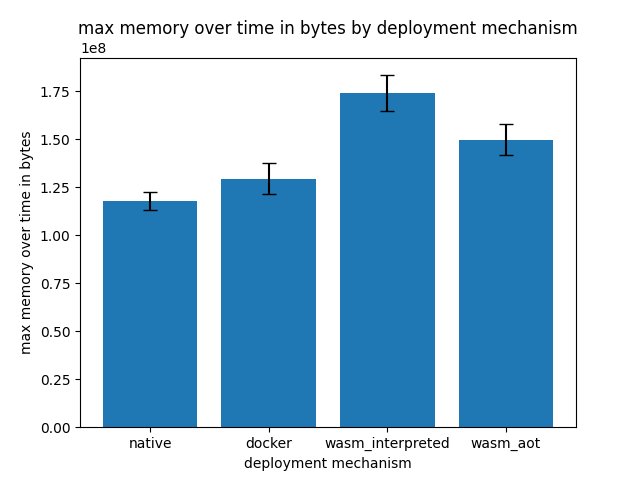 max memory over time in bytes by deployment mechanism
1e8
1.75
1.50
1.25
1.00
0.75
0.50
0.25
0.00
max memory over time in bytes
native docker wasm_interpreted wasm_aot
deployment mechanism